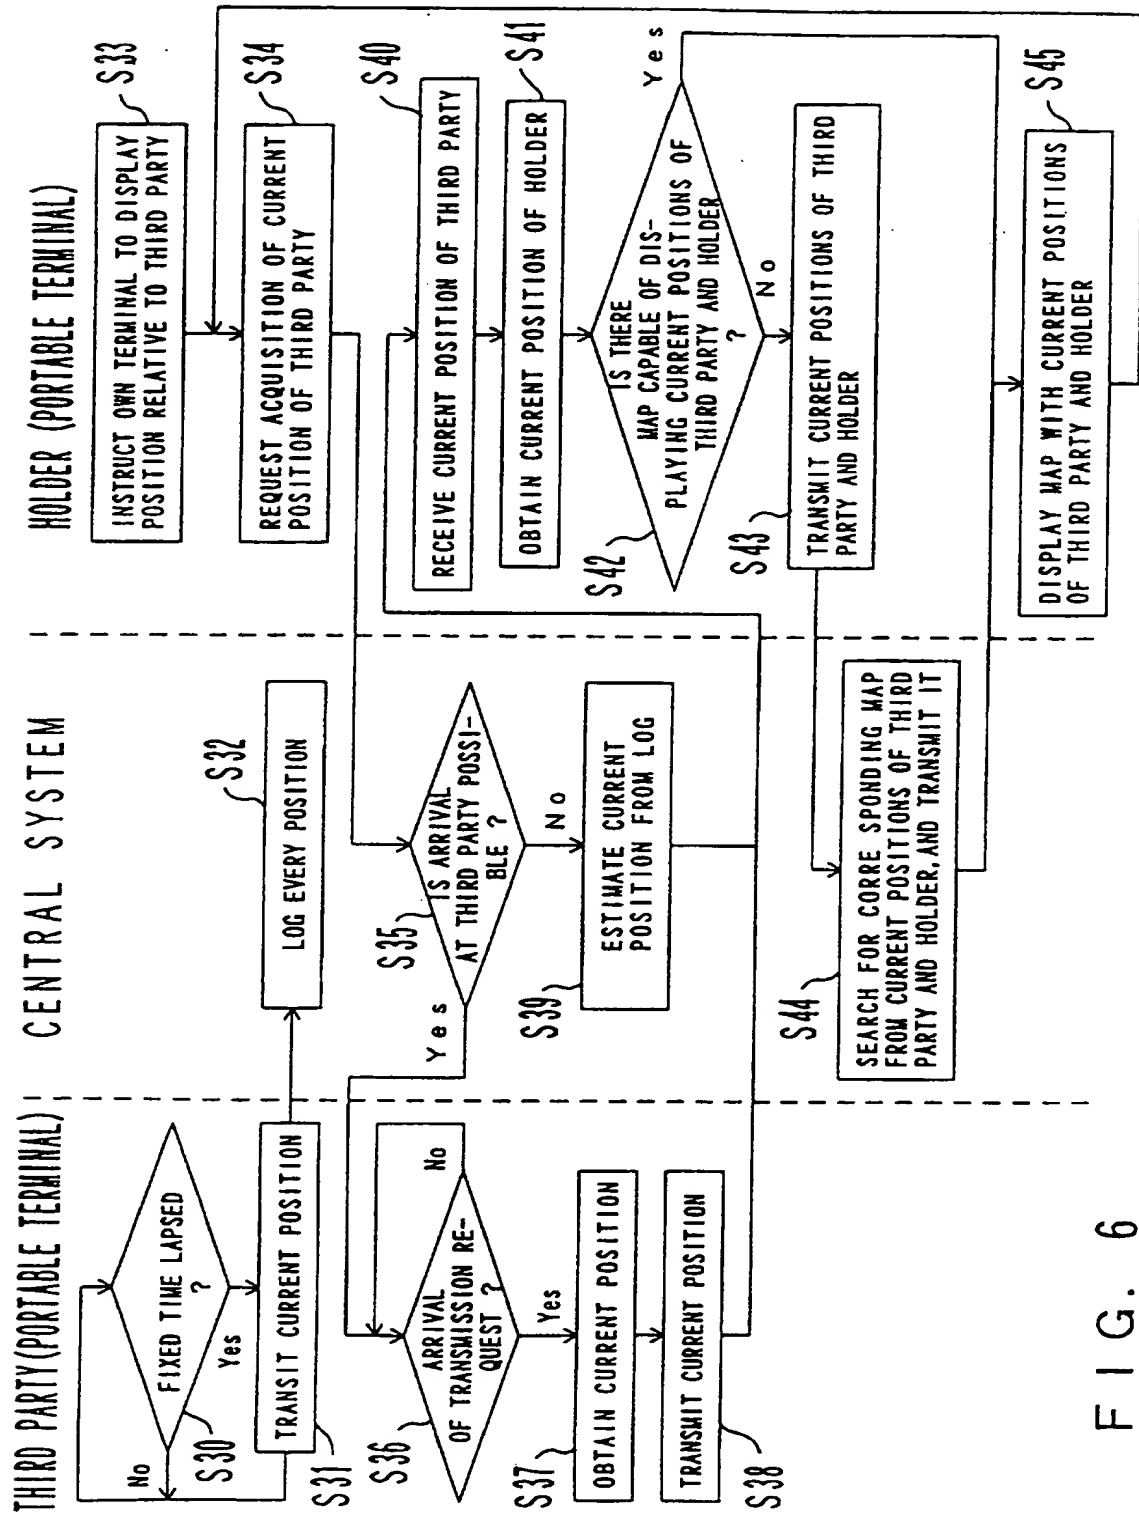 THIRD PARTY(PORTABLE TERMINAL)
FIXED TIME LAPSED
?
No
Yes
S30
TRANSIT CURRENT POSITION
S31
ARRIVAL
OF TRANSMISSION RE-
QUEST ?
No
Yes
S36
OBTAIN CURRENT POSITION
S37
TRANSMIT CURRENT POSITION
S38
CENTRAL SYSTEM
S32
LOG EVERY POSITION
S35
IS ARRIVAL
AT THIRD PARTY POSSI-
BLE ?
Yes
No
ESTIMATE CURRENT
POSITION FROM LOG
S39
S44
SEARCH FOR CORRE SPONDING MAP
FROM CURRENT POSITIONS OF THIRD
PARTY AND HOLDER, AND TRANSMIT IT
HOLDER (PORTABLE TERMINAL)
S33
INSTRUCT OWN TERMINAL TO DISPLAY
POSITION RELATIVE TO THIRD PARTY
S34
REQUEST ACQUISITION OF CURRENT
POSITION OF THIRD PARTY
S40
RECEIVE CURRENT POSITION OF THIRD PARTY
S41
OBTAIN CURRENT POSITION OF HOLDER
IS THERE
MAP CAPABLE OF DIS-
PLAYING CURRENT POSITIONS OF
THIRD PARTY AND HOLDER
?
S42
Yes
No
S43
TRANSMIT CURRENT POSITIONS OF THIRD
PARTY AND HOLDER
S45
DISPLAY MAP WITH CURRENT POSITIONS
OF THIRD PARTY AND HOLDER
FIG. 6